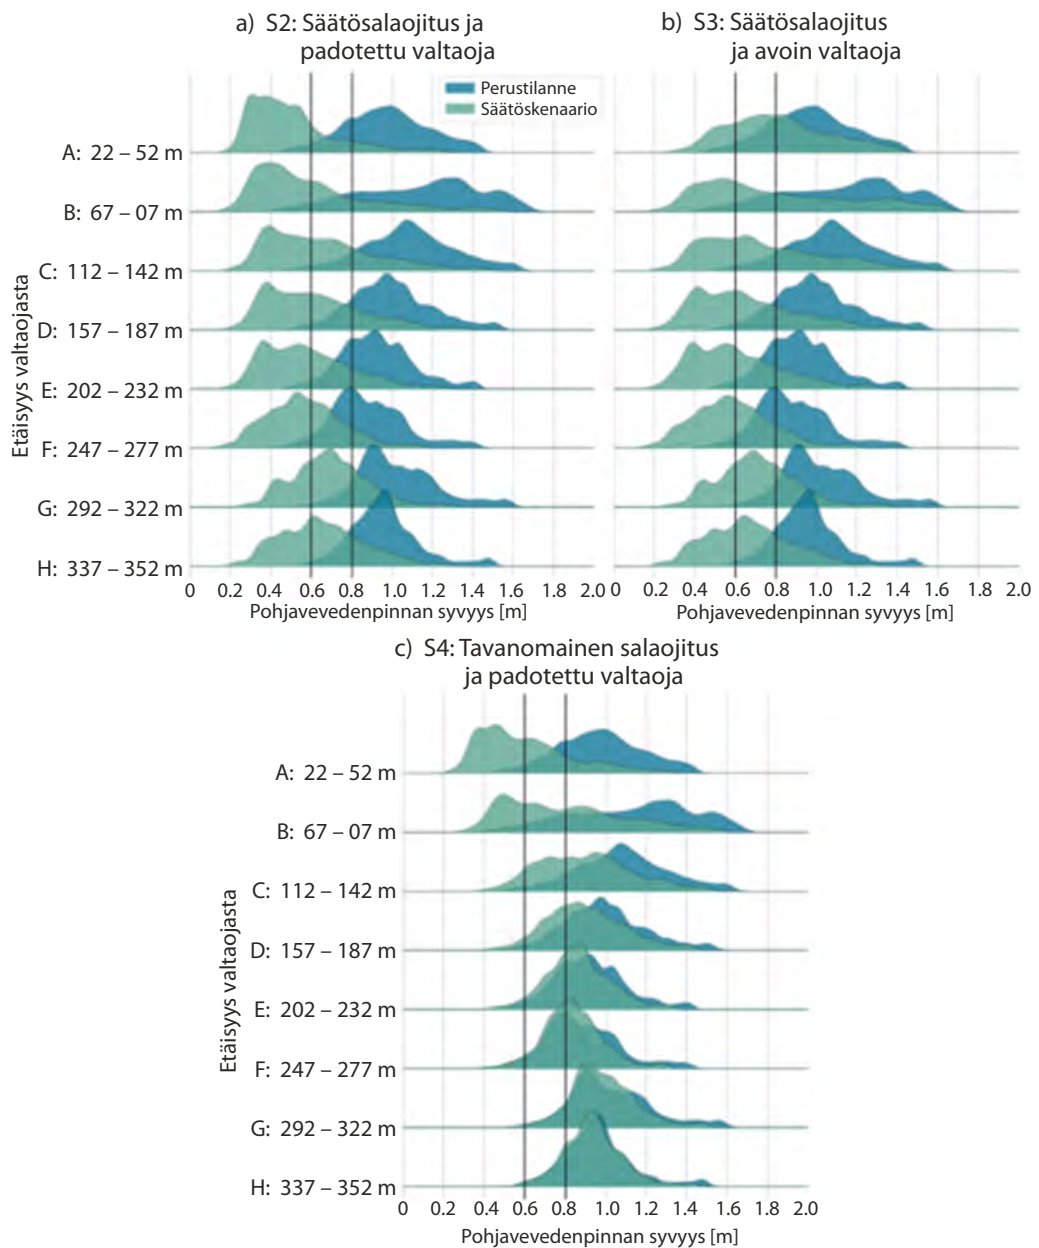 a) S2: Säätösalaojitus ja
padotettu valtaoja
b) S3: Säätösalaojitus
ja avoin valtaoja
Perustilanne
Säätöskenaario
Etäisyys valtaojasta
A: 22 – 52 m
B: 67 – 07 m
C: 112 – 142 m
D: 157 – 187 m
E: 202 – 232 m
F: 247 – 277 m
G: 292 – 322 m
H: 337 – 352 m
0 0.2 0.4 0.6 0.8 1.0 1.2 1.4 1.6 1.8 2.0
Pohjavevedenpinnan syvyys [m]
0 0.2 0.4 0.6 0.8 1.0 1.2 1.4 1.6 1.8 2.0
Pohjavevedenpinnan syvyys [m]
c) S4: Tavanomainen salaojitus
ja padotettu valtaoja
Etäisyys valtaojasta
A: 22 – 52 m
B: 67 – 07 m
C: 112 – 142 m
D: 157 – 187 m
E: 202 – 232 m
F: 247 – 277 m
G: 292 – 322 m
H: 337 – 352 m
0 0.2 0.4 0.6 0.8 1.0 1.2 1.4 1.6 1.8 2.0
Pohjavevedenpinnan syvyys [m]